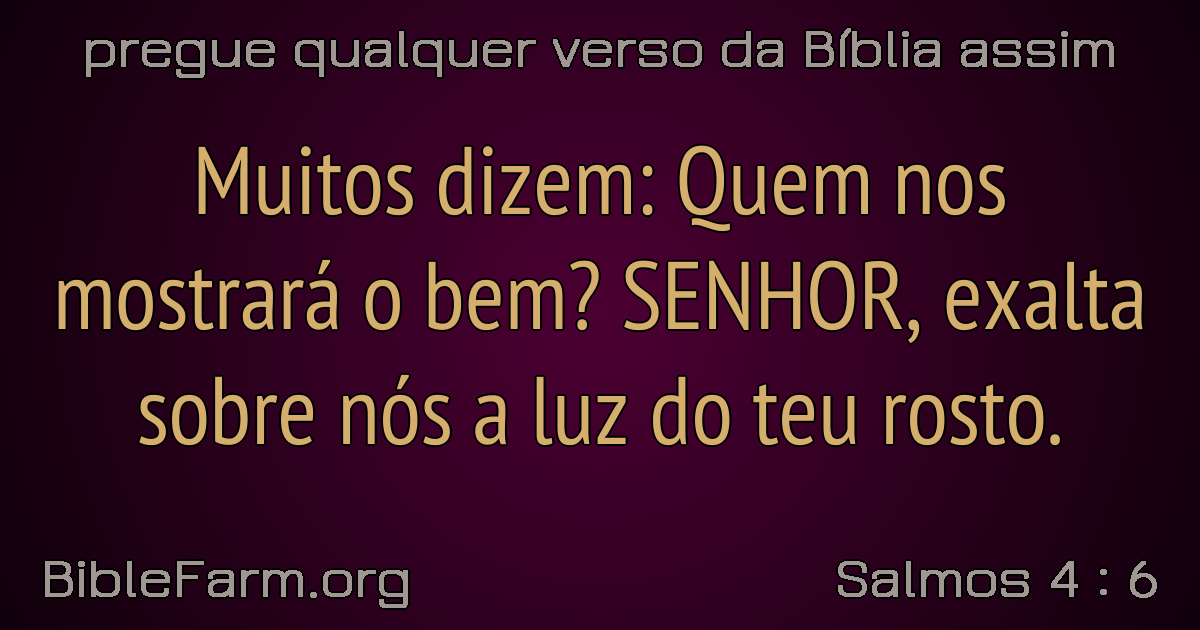 pregue qualquer verso da Bíblia assim
Muitos dizem: Quem nos
mostrará o bem? SENHOR, exalta
sobre nós a luz do teu rosto.
BibleFarm.org
Salmos 4 : 6